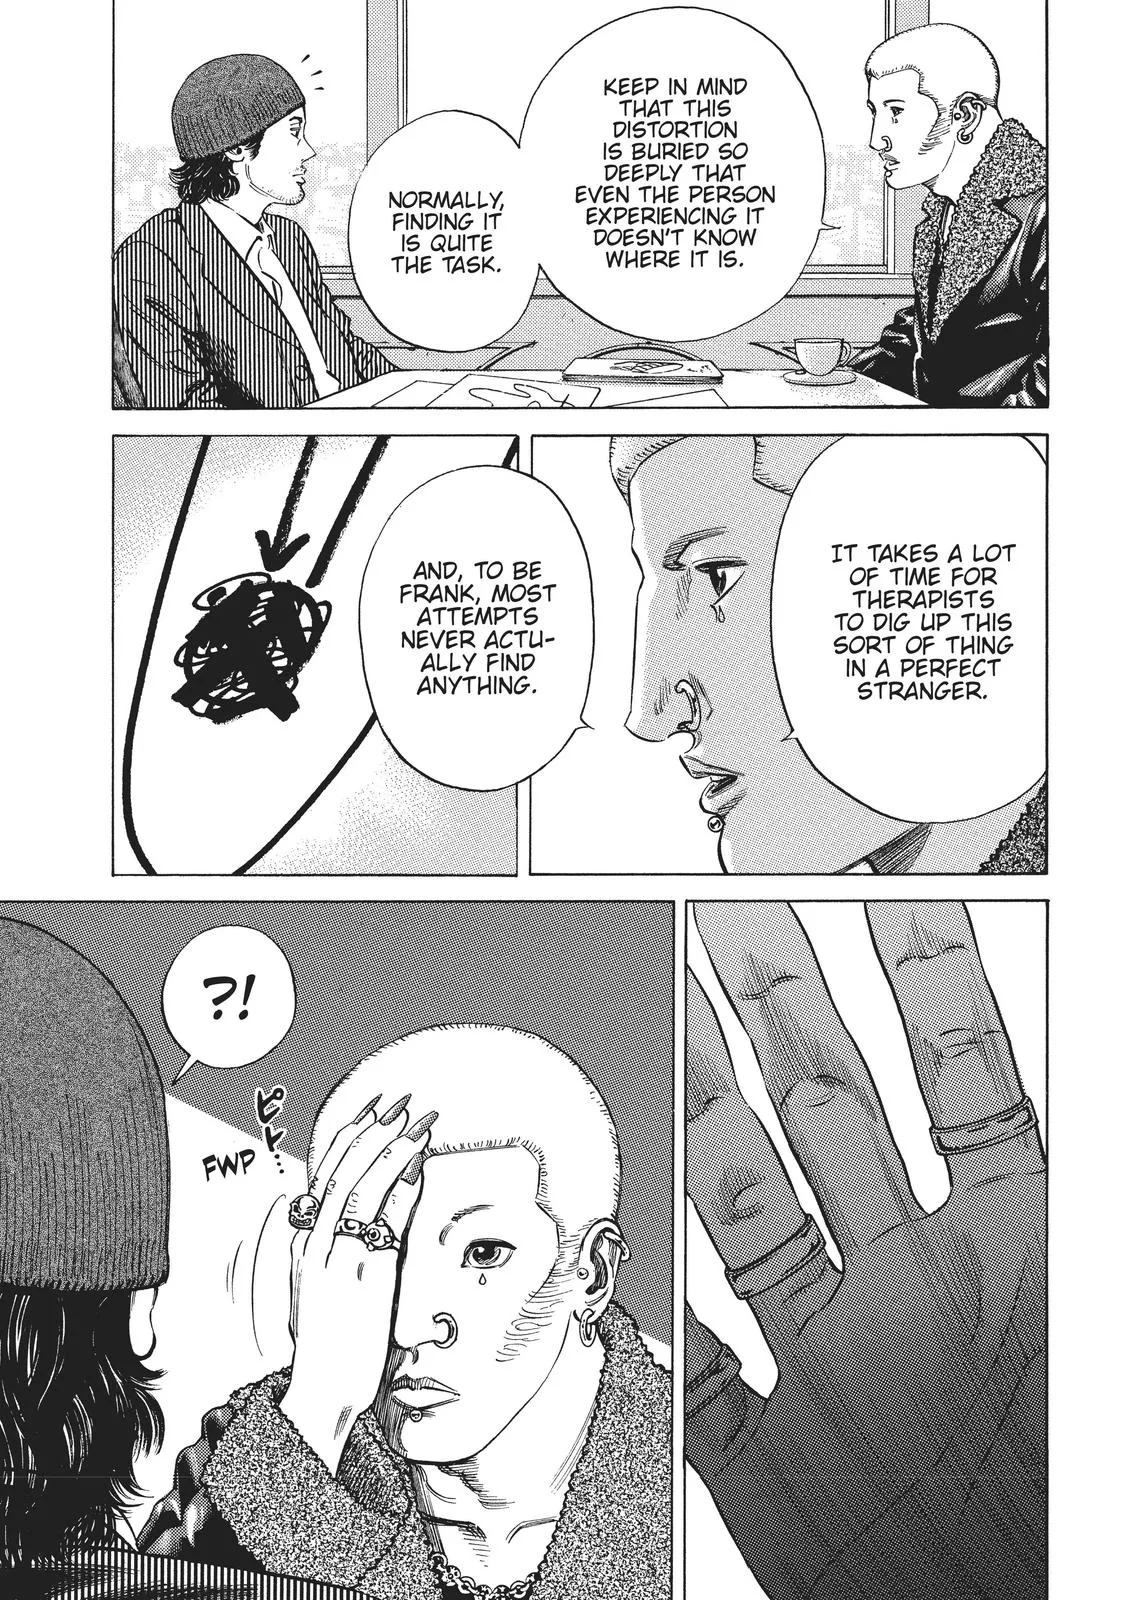 KEEP IN MIND
THAT THIS
DISTORTION
IS BURIED SO
DEEPLY THAT
EVEN THE PERSON
EXPERIENCING IT
DOESN'T KNOW
WHERE IT IS.
NORMALLY,
FINDING IT
IS QUITE
THE TASK.
IT TAKES A LOT
OF TIME FOR
THERAPISTS
TO DIG UP THIS
SORT OF THING
IN A PERFECT
STRANGER.
AND, TO BE
FRANK, MOST
ATTEMPTS
NEVER ACTU-
ALLY FIND
ANYTHING.
?!
ピト…
FWP